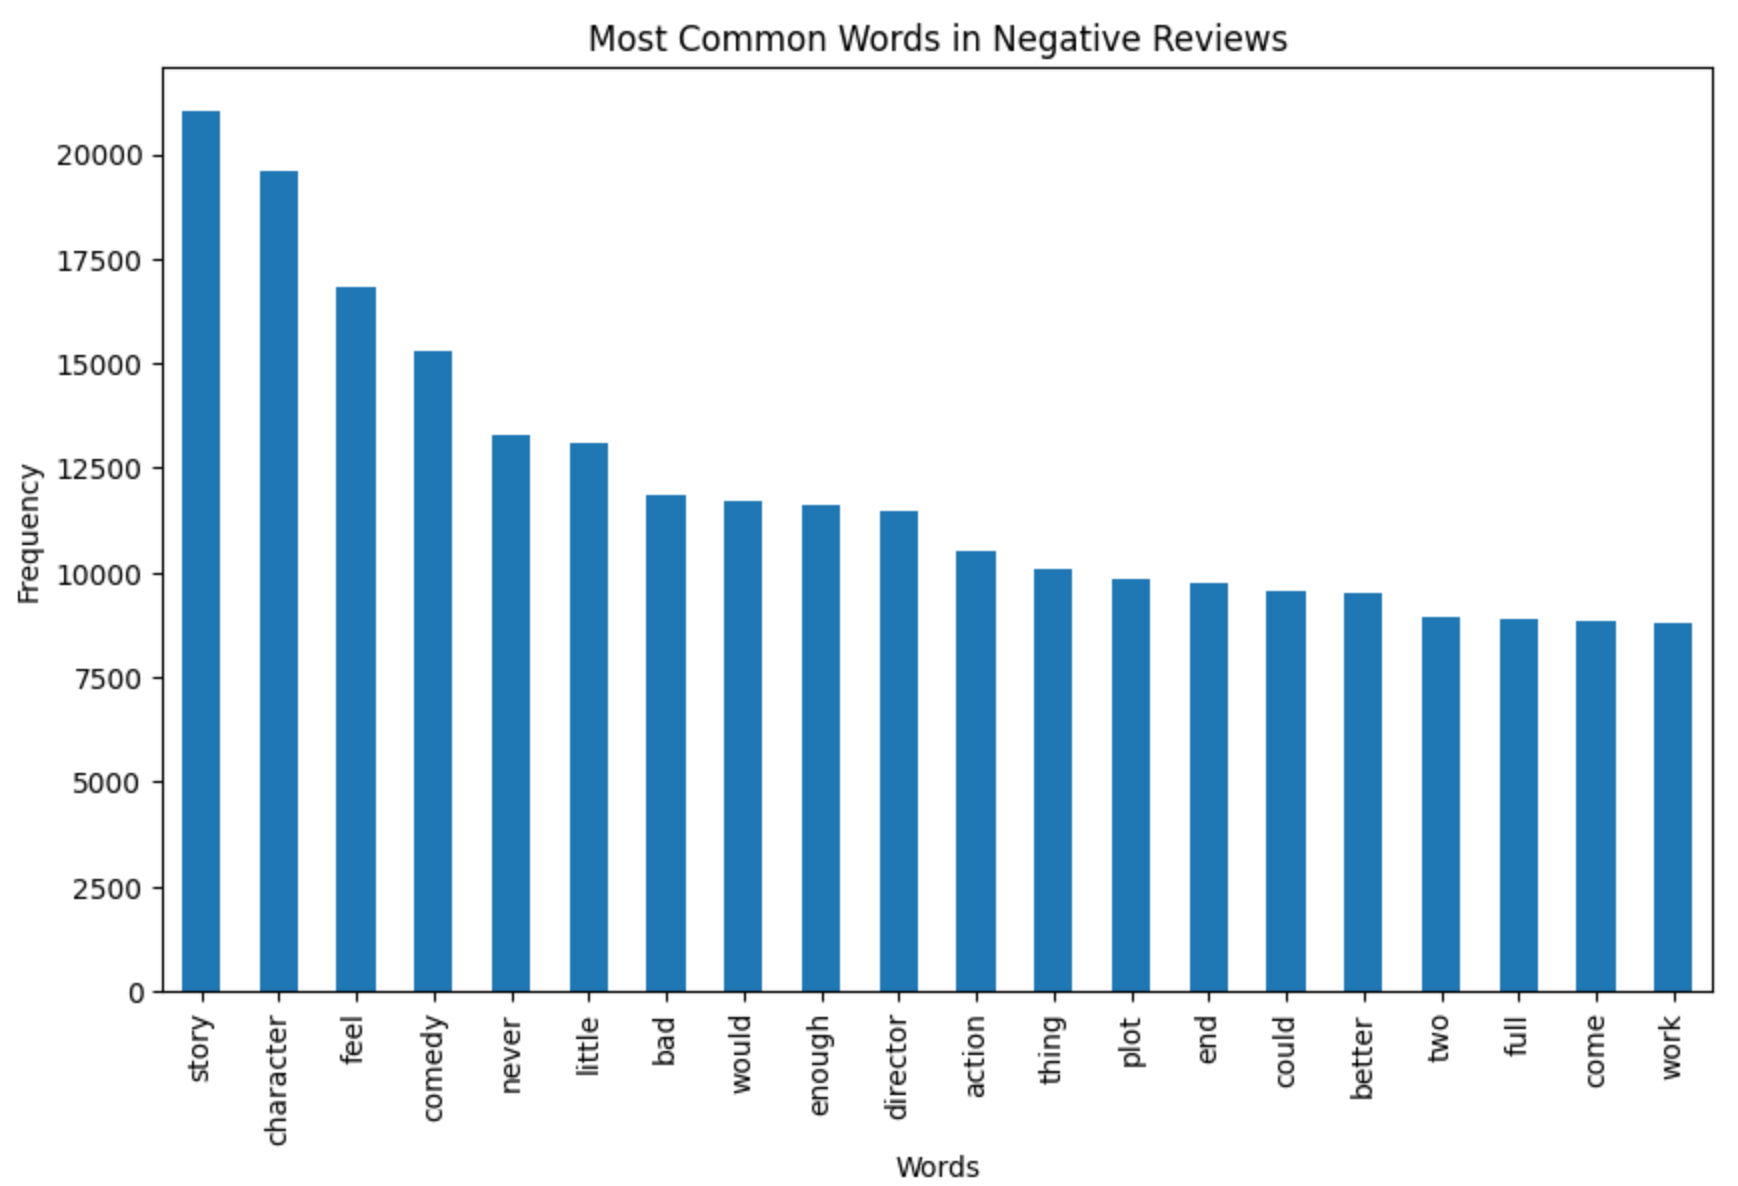 Most Common Words in Negative Reviews
Frequency
20000
17500
15000
12500
10000
7500
5000
2500
0
story
character
feel
comedy
never
little
bad
would
enough
director
action
thing
plot
end
could
better
two
full
come
work
Words